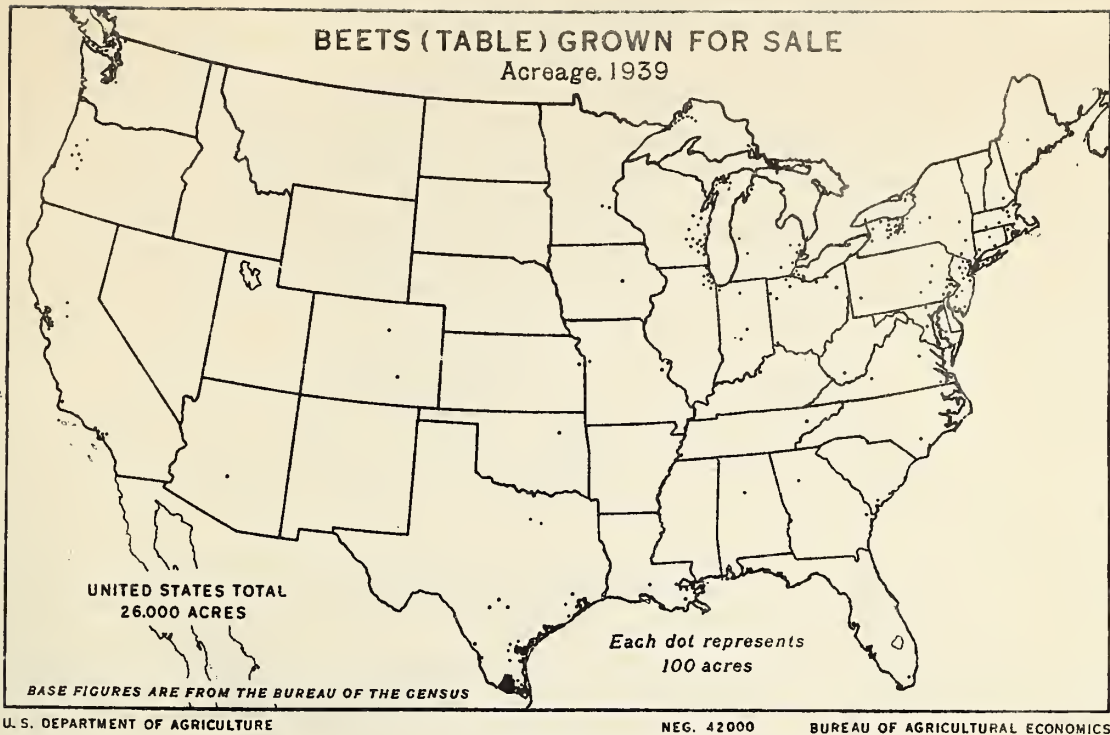 BEETS (TABLE) GROWN FOR SALE
Acreage. 1939
UNITED STATES TOTAL
26.000 ACRES
Each dot represents
100 acres
BASE FIGURES ARE FROM THE BUREAU OF THE CENSUS
U. S. DEPARTMENT OF AGRICULTURE
NEG. 42000
BUREAU OF AGRICULTURAL ECONOMICS